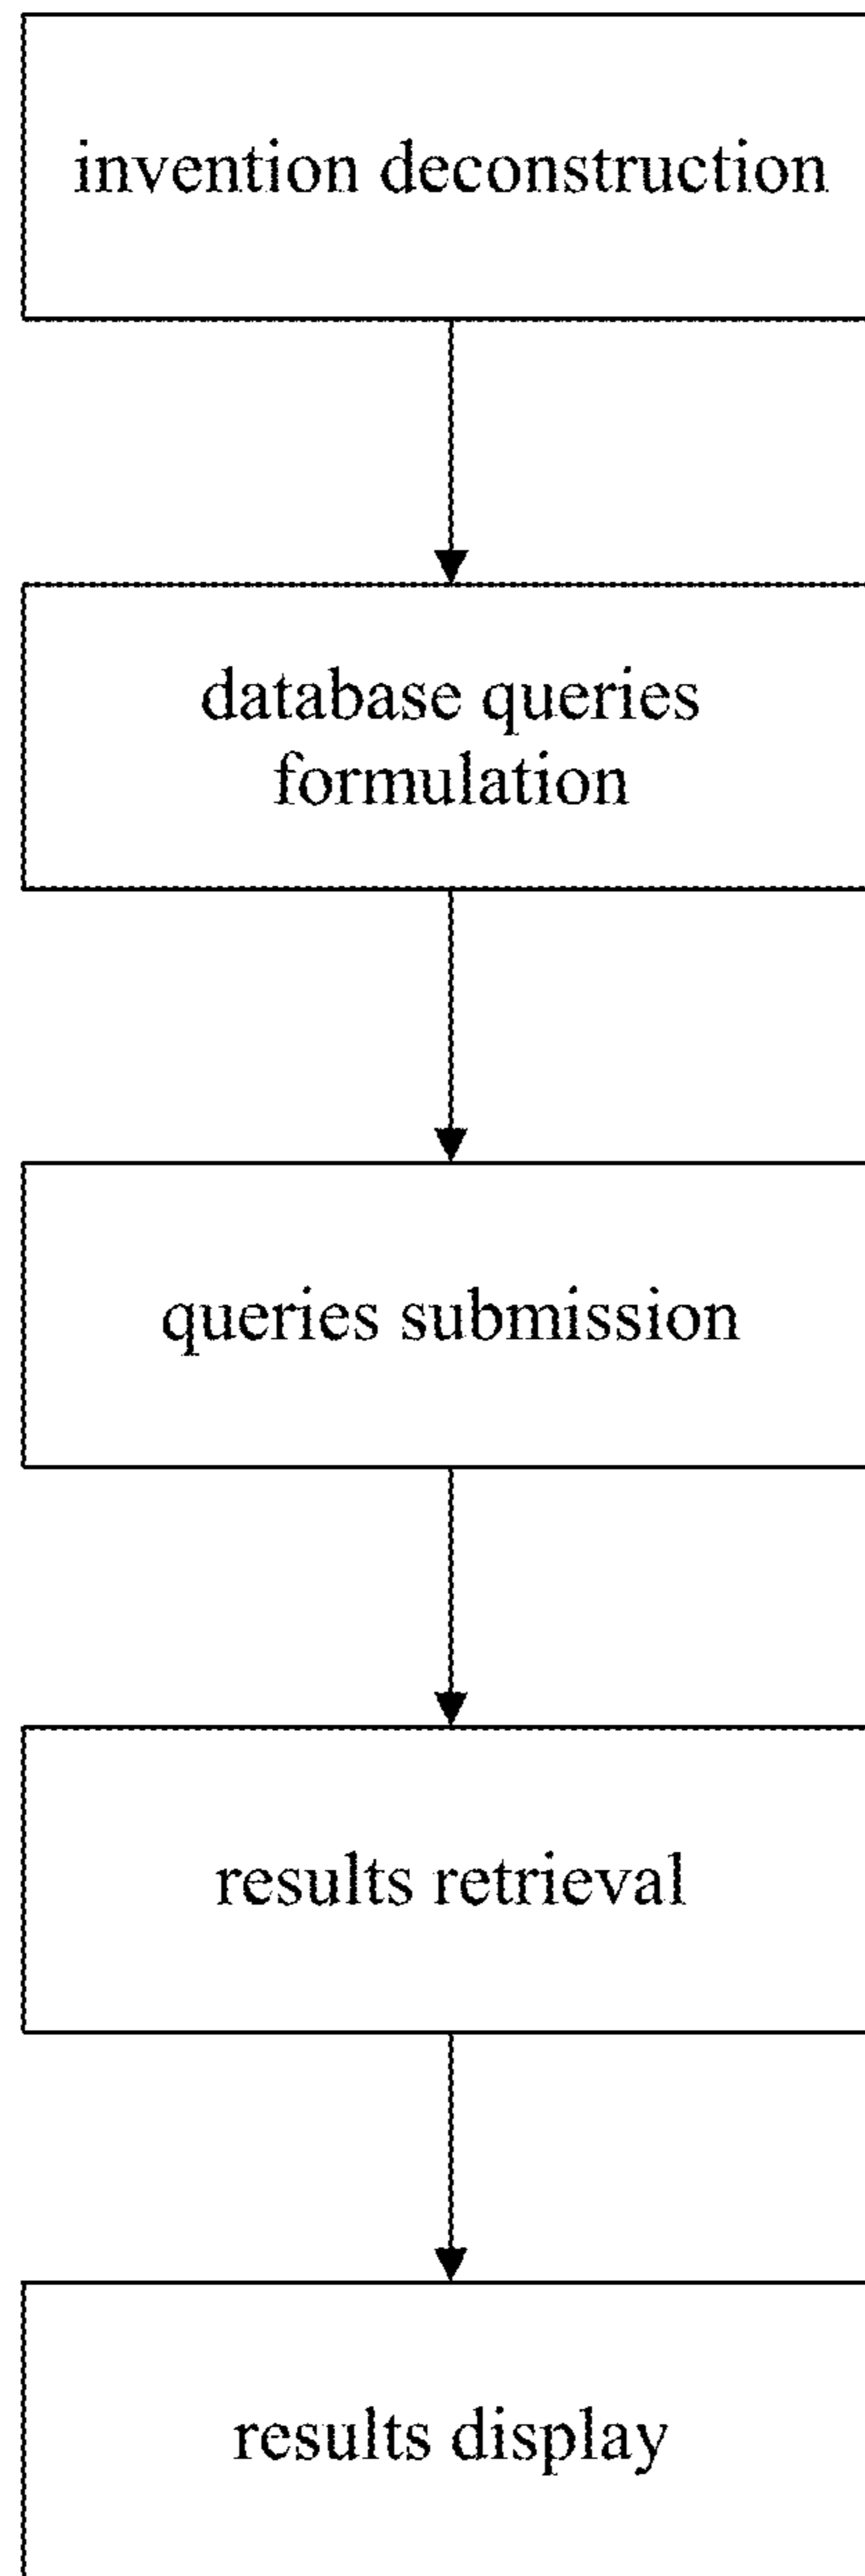 invention deconstruction
database queries
formulation
queries submission
results retrieval
results display